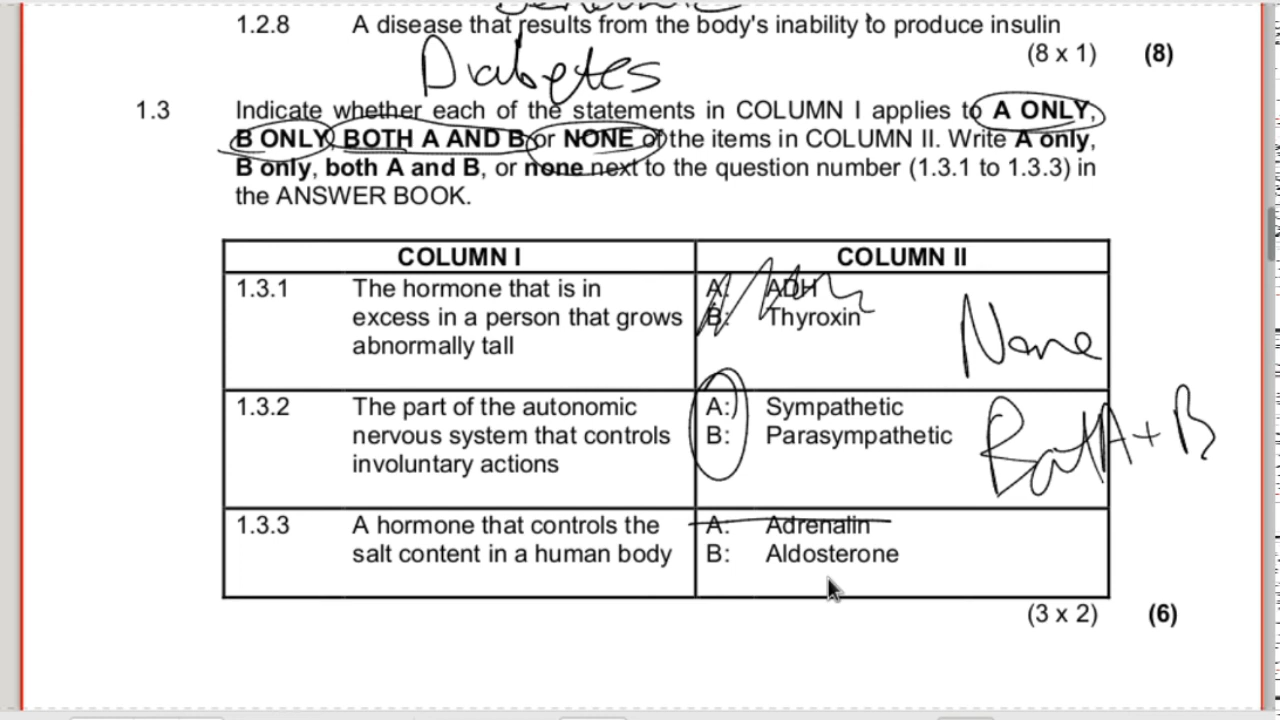 1.2.8 A disease that results from the body's inability to produce insulin
(8 x 1) (8)
Diabetes
1.3 Indicate whether each of the statements in COLUMN I applies to A ONLY,
B ONLY, BOTH A AND B or NONE of the items in COLUMN II. Write A only,
B only, both A and B, or none next to the question number (1.3.1 to 1.3.3) in
the ANSWER BOOK.
COLUMN I COLUMN II
1.3.1 The hormone that is in A: ADH
excess in a person that grows B: Thyroxin
abnormally tall
None
1.3.2 The part of the autonomic A: Sympathetic
nervous system that controls B: Parasympathetic
involuntary actions
Both A + B
1.3.3 A hormone that controls the A: Adrenalin
salt content in a human body B: Aldosterone
(3 x 2) (6)